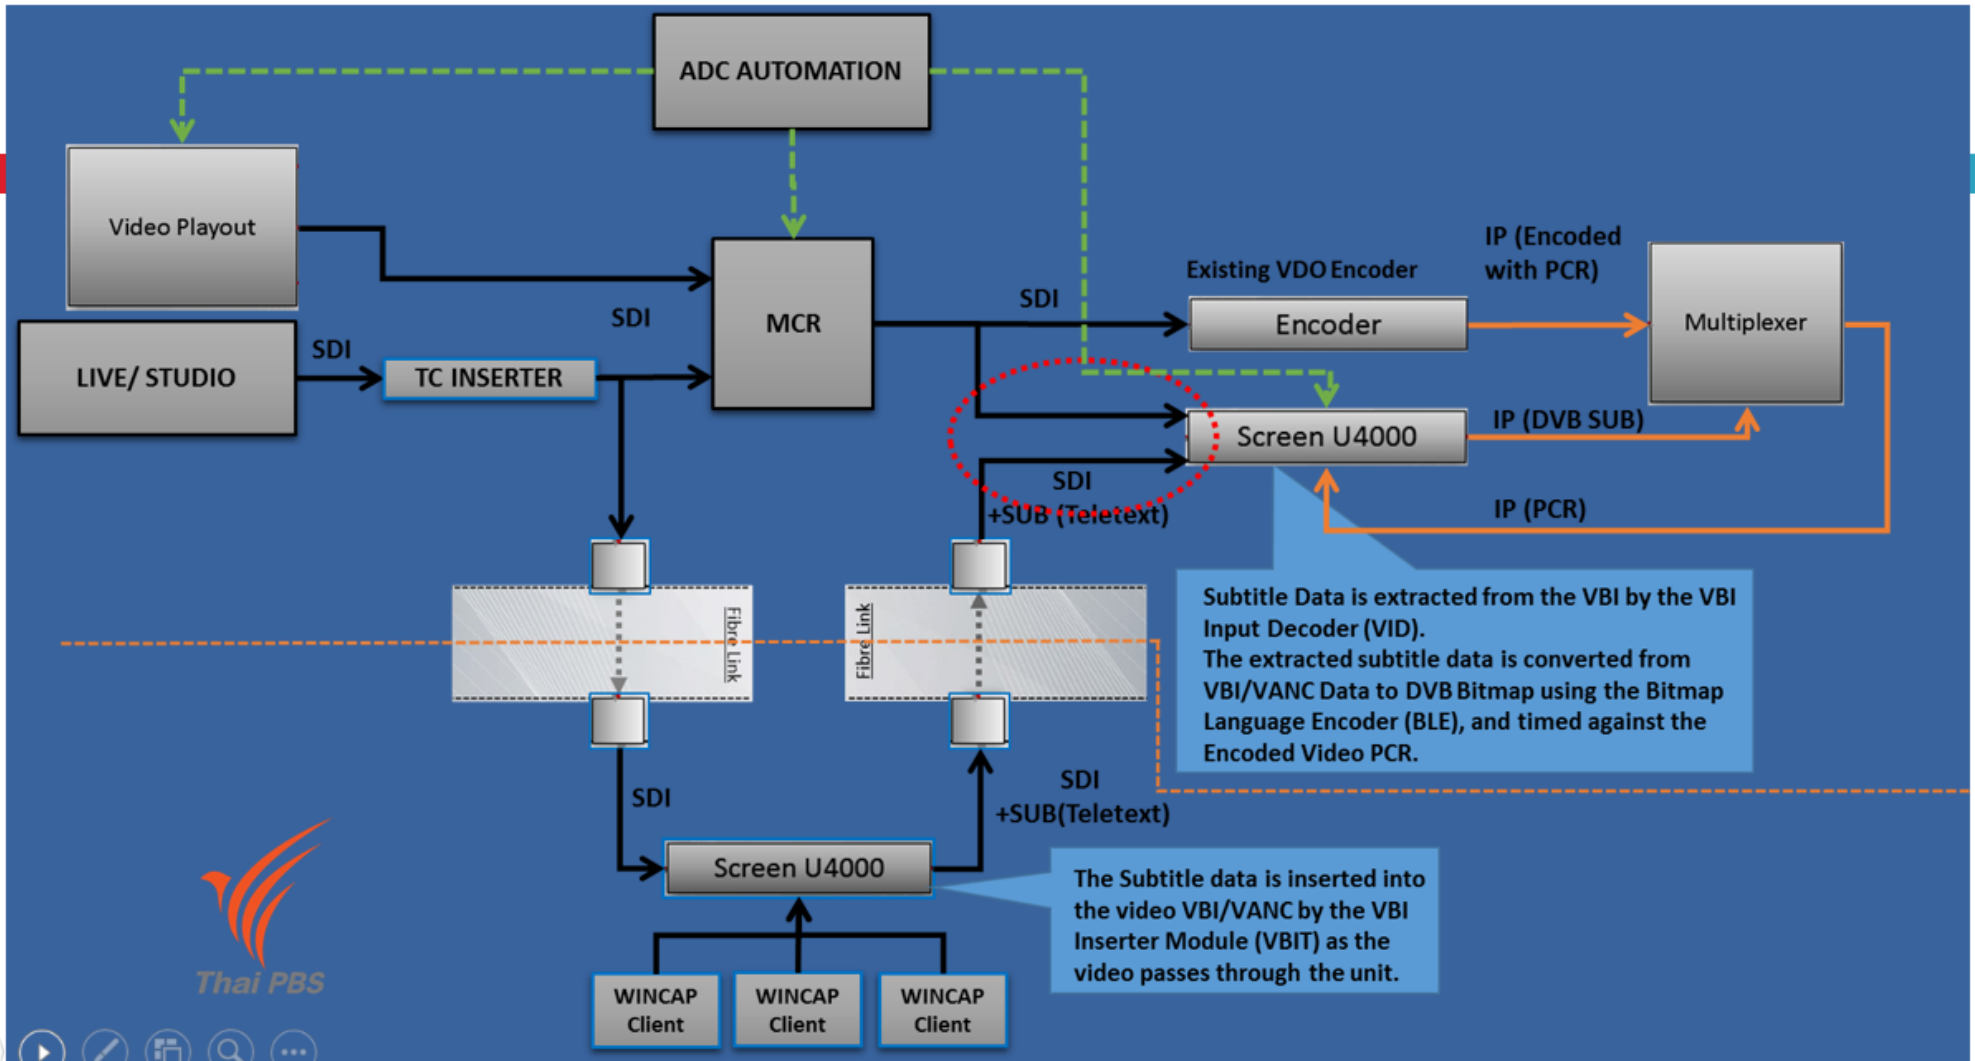 ADC AUTOMATION
Video Playout
LIVE/ STUDIO
SDI
TC INSERTER
SDI
MCR
SDI
Existing VDO Encoder
Encoder
IP (Encoded
with PCR)
Multiplexer
Screen U4000
IP (DVB SUB)
IP (PCR)
SDI
+SUB (Teletext)
Fibre Link
Fibre Link
Subtitle Data is extracted from the VBI by the VBI
Input Decoder (VID).
The extracted subtitle data is converted from
VBI/VANC Data to DVB Bitmap using the Bitmap
Language Encoder (BLE), and timed against the
Encoded Video PCR.
SDI
SDI
+SUB(Teletext)
Screen U4000
The Subtitle data is inserted into
the video VBI/VANC by the VBI
Inserter Module (VBIT) as the
video passes through the unit.
WINCAP
Client
WINCAP
Client
WINCAP
Client
Thai PBS